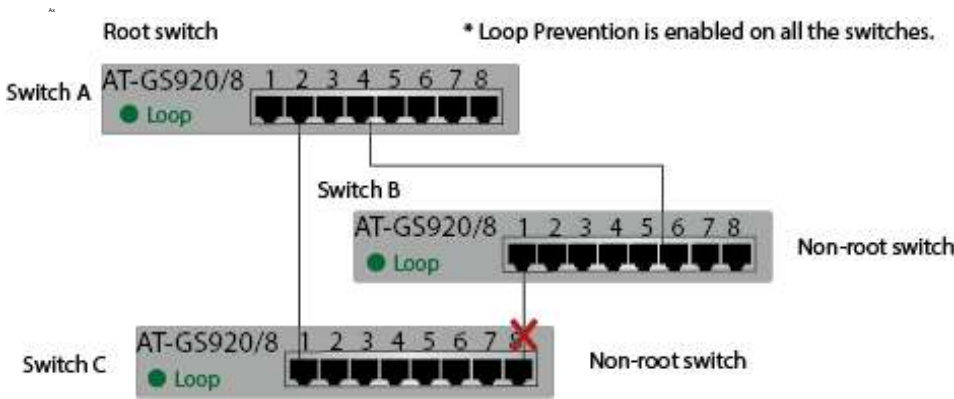 Ax
Root switch
* Loop Prevention is enabled on all the switches.
Switch A
AT-GS920/8 1 2 3 4 5 6 7 8
Loop
Switch B
AT-GS920/8 1 2 3 4 5 6 7 8
Loop
Non-root switch
Switch C
AT-GS920/8 1 2 3 4 5 6 7 8
Loop
Non-root switch